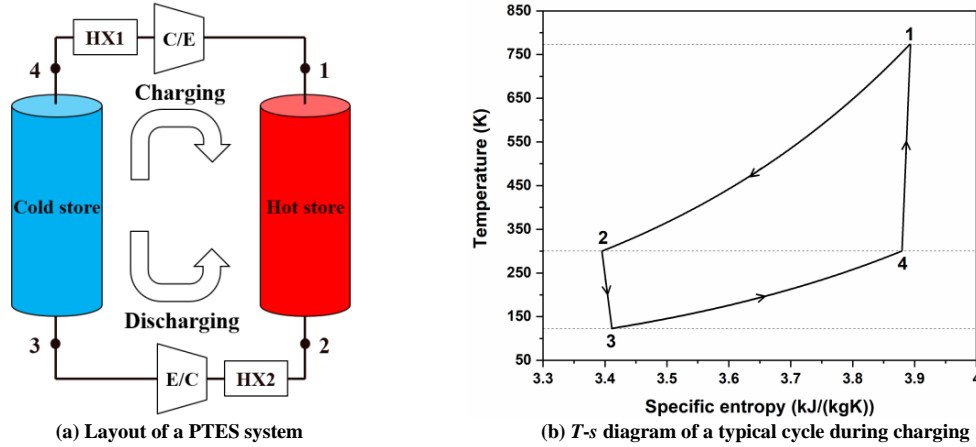 HX1
C/E
4
1
Charging
Cold store
Hot store
Discharging
3
2
E/C
HX2
(a) Layout of a PTES system
850
750
650
550
450
350
250
150
50
Temperature (K)
1
2
3
4
3.3
3.4
3.5
3.6
3.7
3.8
3.9
4
Specific entropy (kJ/(kgK))
(b) T-s diagram of a typical cycle during charging